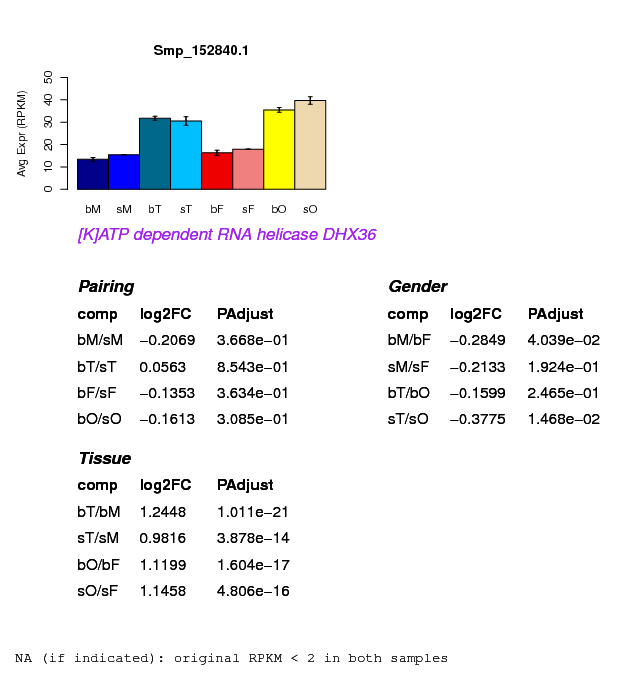 Smp_152840.1
Avg Expr (RPKM)
50
40
30
20
10
0
bM sM bT sT bF sF bO sO
[K]ATP dependent RNA helicase DHX36
Pairing
comp log2FC PAdjust
bM/sM −0.2069 3.668e−01
bT/sT 0.0563 8.543e−01
bF/sF −0.1353 3.634e−01
bO/sO −0.1613 3.085e−01
Gender
comp log2FC PAdjust
bM/bF −0.2849 4.039e−02
sM/sF −0.2133 1.924e−01
bT/bO −0.1599 2.465e−01
sT/sO −0.3775 1.468e−02
Tissue
comp log2FC PAdjust
bT/bM 1.2448 1.011e−21
sT/sM 0.9816 3.878e−14
bO/bF 1.1199 1.604e−17
sO/sF 1.1458 4.806e−16
NA (if indicated): original RPKM < 2 in both samples